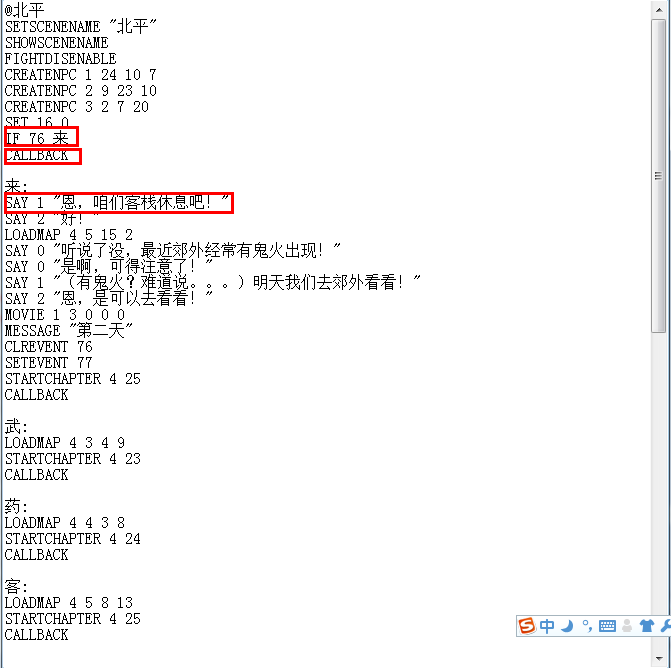 @北平
SETSCENENAME "北平"
SHOWSCENENAME
FIGHTDISENABLE
CREATENPC 1 24 10 7
CREATENPC 2 9 23 10
CREATENPC 3 2 7 20
SET 16 0
IF 76 来
CALLBACK
来:
SAY 1 "恩，咱们客栈休息吧！"
SAY 2 "好！"
LOADMAP 4 5 15 2
SAY 0 "听说了没，最近郊外经常有鬼火出现！"
SAY 0 "是啊，可得注意了！"
SAY 1 "（有鬼火？难道说。。。）明天我们去郊外看看！"
SAY 2 "恩，是可以去看看！"
MOVIE 1 3 0 0 0
MESSAGE "第二天"
CLREVENT 76
SETEVENT 77
STARTCHAPTER 4 25
CALLBACK
武:
LOADMAP 4 3 4 9
STARTCHAPTER 4 23
CALLBACK
药:
LOADMAP 4 4 3 8
STARTCHAPTER 4 24
CALLBACK
客:
LOADMAP 4 5 8 13
STARTCHAPTER 4 25
CALLBACK
S 中